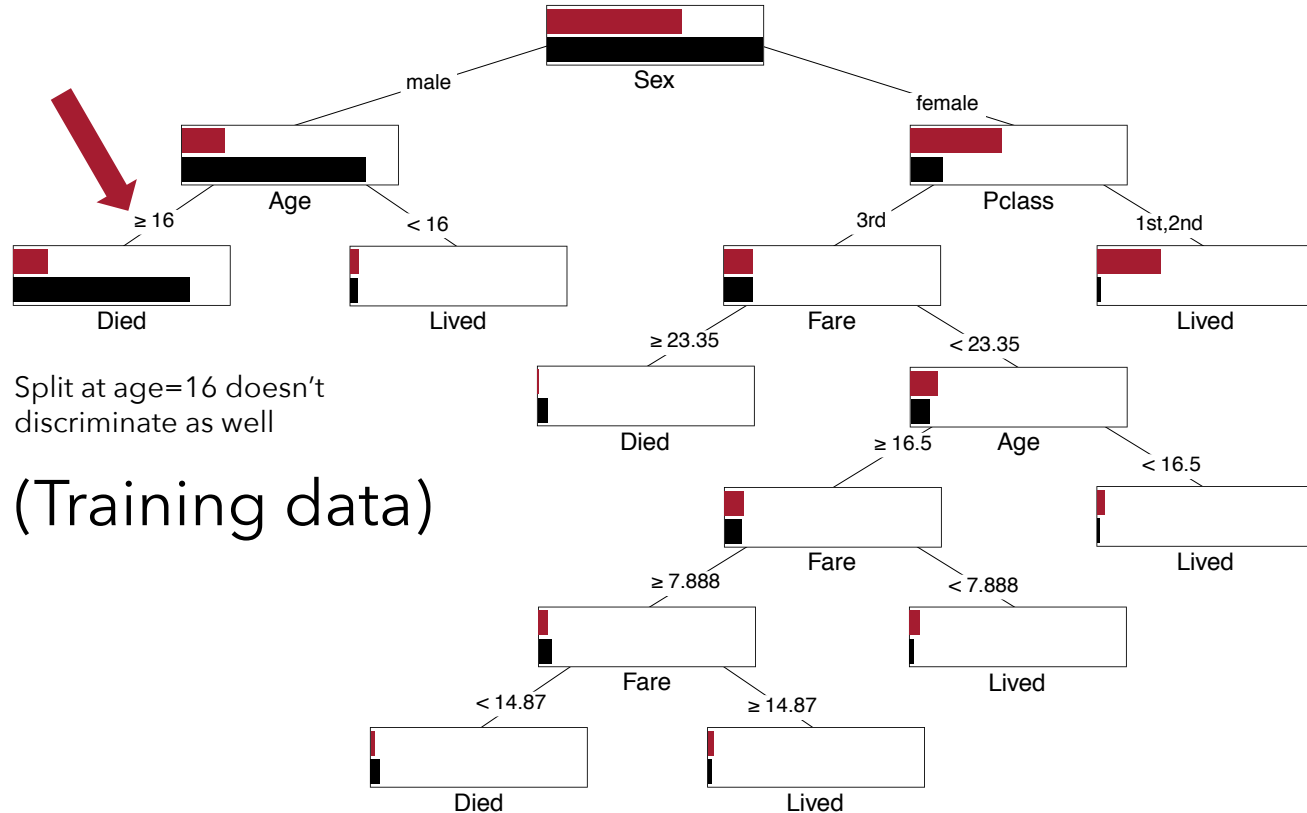 Sex
male
female
Age
Pclass
≥ 16
< 16
3rd
1st,2nd
Died
Lived
Fare
Lived
≥ 23.35
< 23.35
Split at age=16 doesn’t
discriminate as well
Died
Age
(Training data)
≥ 16.5
< 16.5
Fare
Lived
≥ 7.888
< 7.888
Fare
Lived
< 14.87
≥ 14.87
Died
Lived